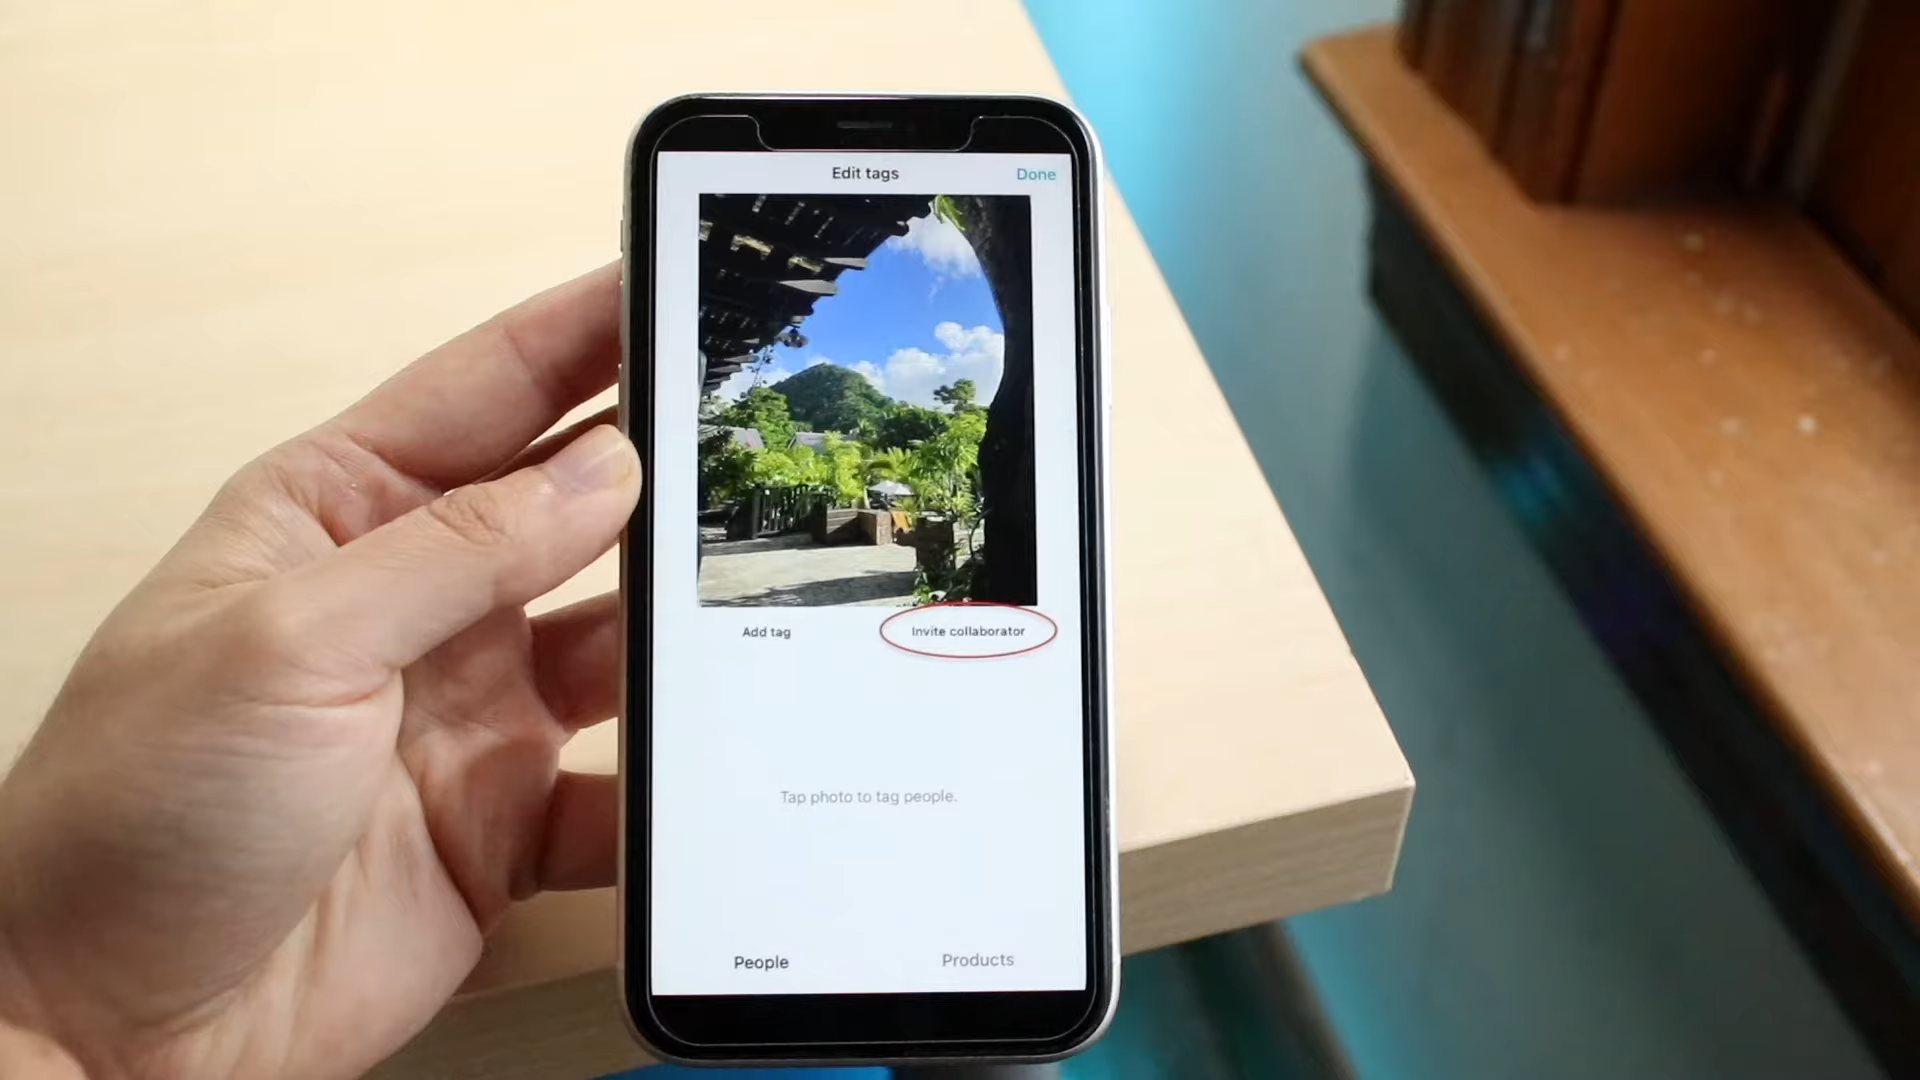 Edit tags
Done
Add tag
Invite collaborator
Tap photo to tag people.
People
Products